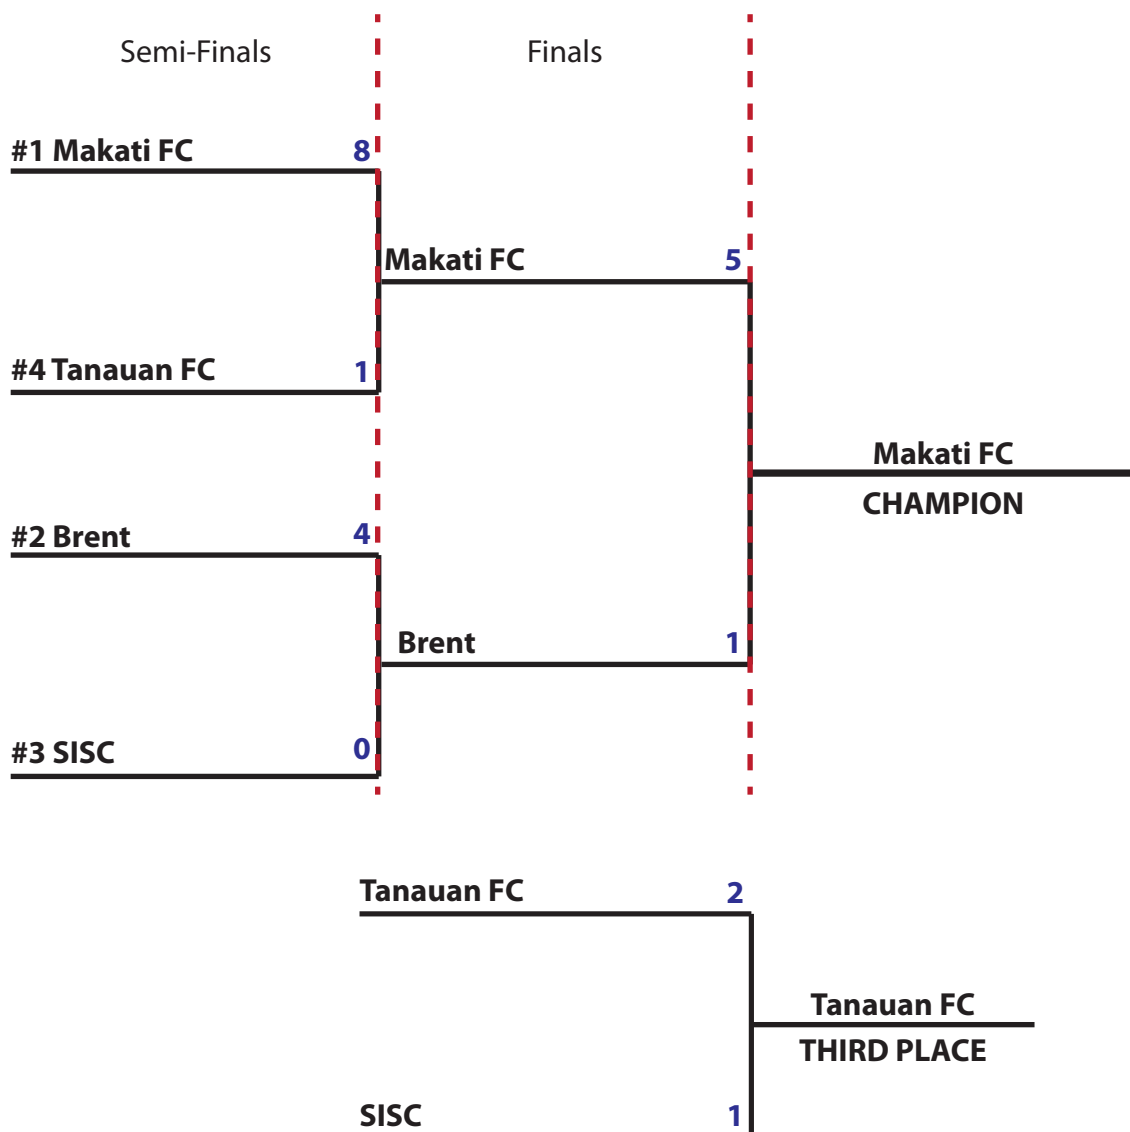 Semi-Finals
Finals
#1 Makati FC 8
Makati FC 5
#4 Tanauan FC 1
Makati FC
CHAMPION
#2 Brent 4
Brent 1
#3 SISC 0
Tanauan FC 2
Tanauan FC
THIRD PLACE
SISC 1